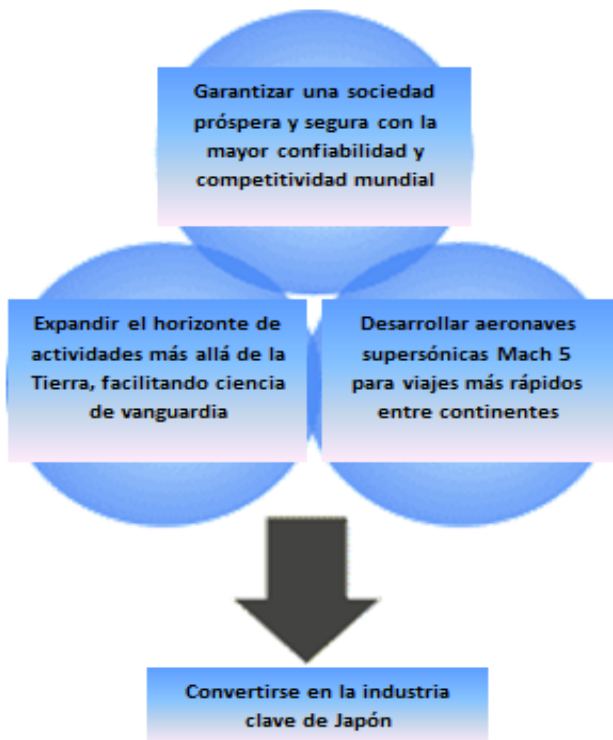 Garantizar una sociedad
próspera y segura con la
mayor confiabilidad y
competitividad mundial
Expandir el horizonte de
actividades más allá de la
Tierra, facilitando ciencia
de vanguardia
Desarrollar aeronaves
supersónicas Mach 5
para viajes más rápidos
entre continentes
Convertirse en la industria
clave de Japón